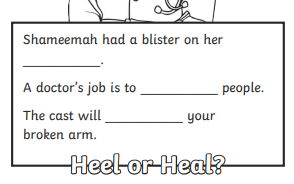 Shameemah had a blister on her
___________.
A doctor's job is to ___________ people.
The cast will ___________ your
broken arm.
Heel or Heal?